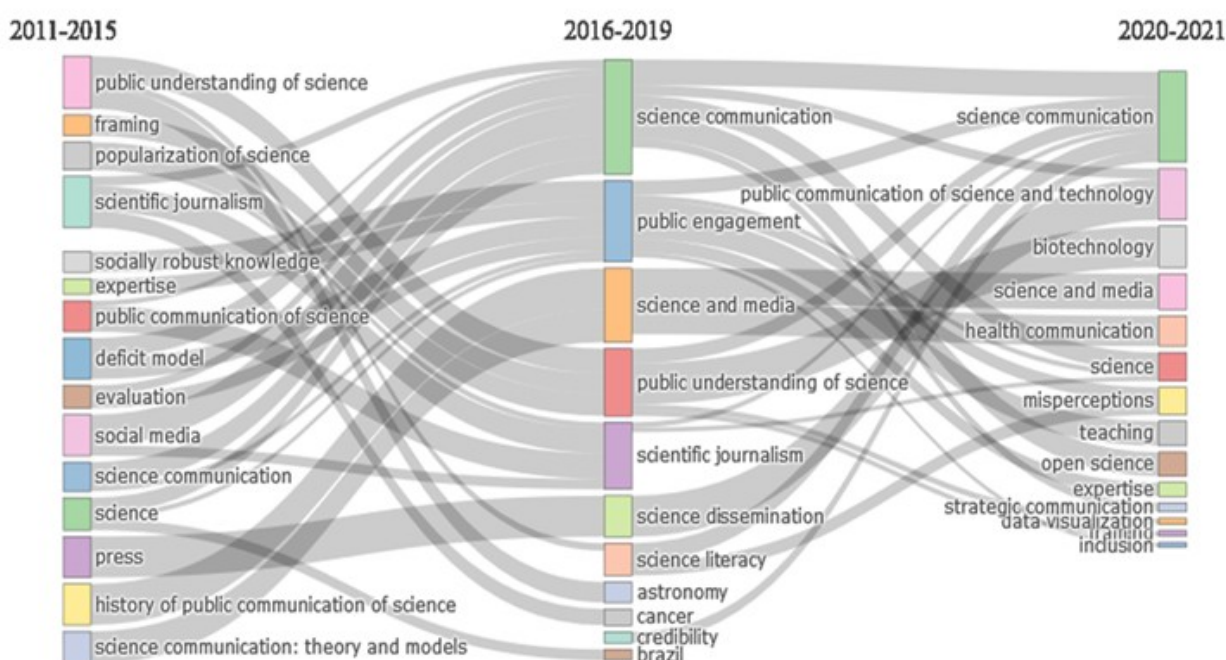 2011-2015
public understanding of science
framing
popularization of science
scientific journalism
socially robust knowledge
expertise
public communication of science
deficit model
evaluation
social media
science communication
science
press
history of public communication of science
science communication: theory and models
2016-2019
science communication
public engagement
science and media
public understanding of science
scientific journalism
science dissemination
science literacy
astronomy
cancer
credibility
brazil
2020-2021
science communication
public communication of science and technology
biotechnology
science and media
health communication
science
misperceptions
teaching
open science
expertise
strategic communication
data visualization
inclusion